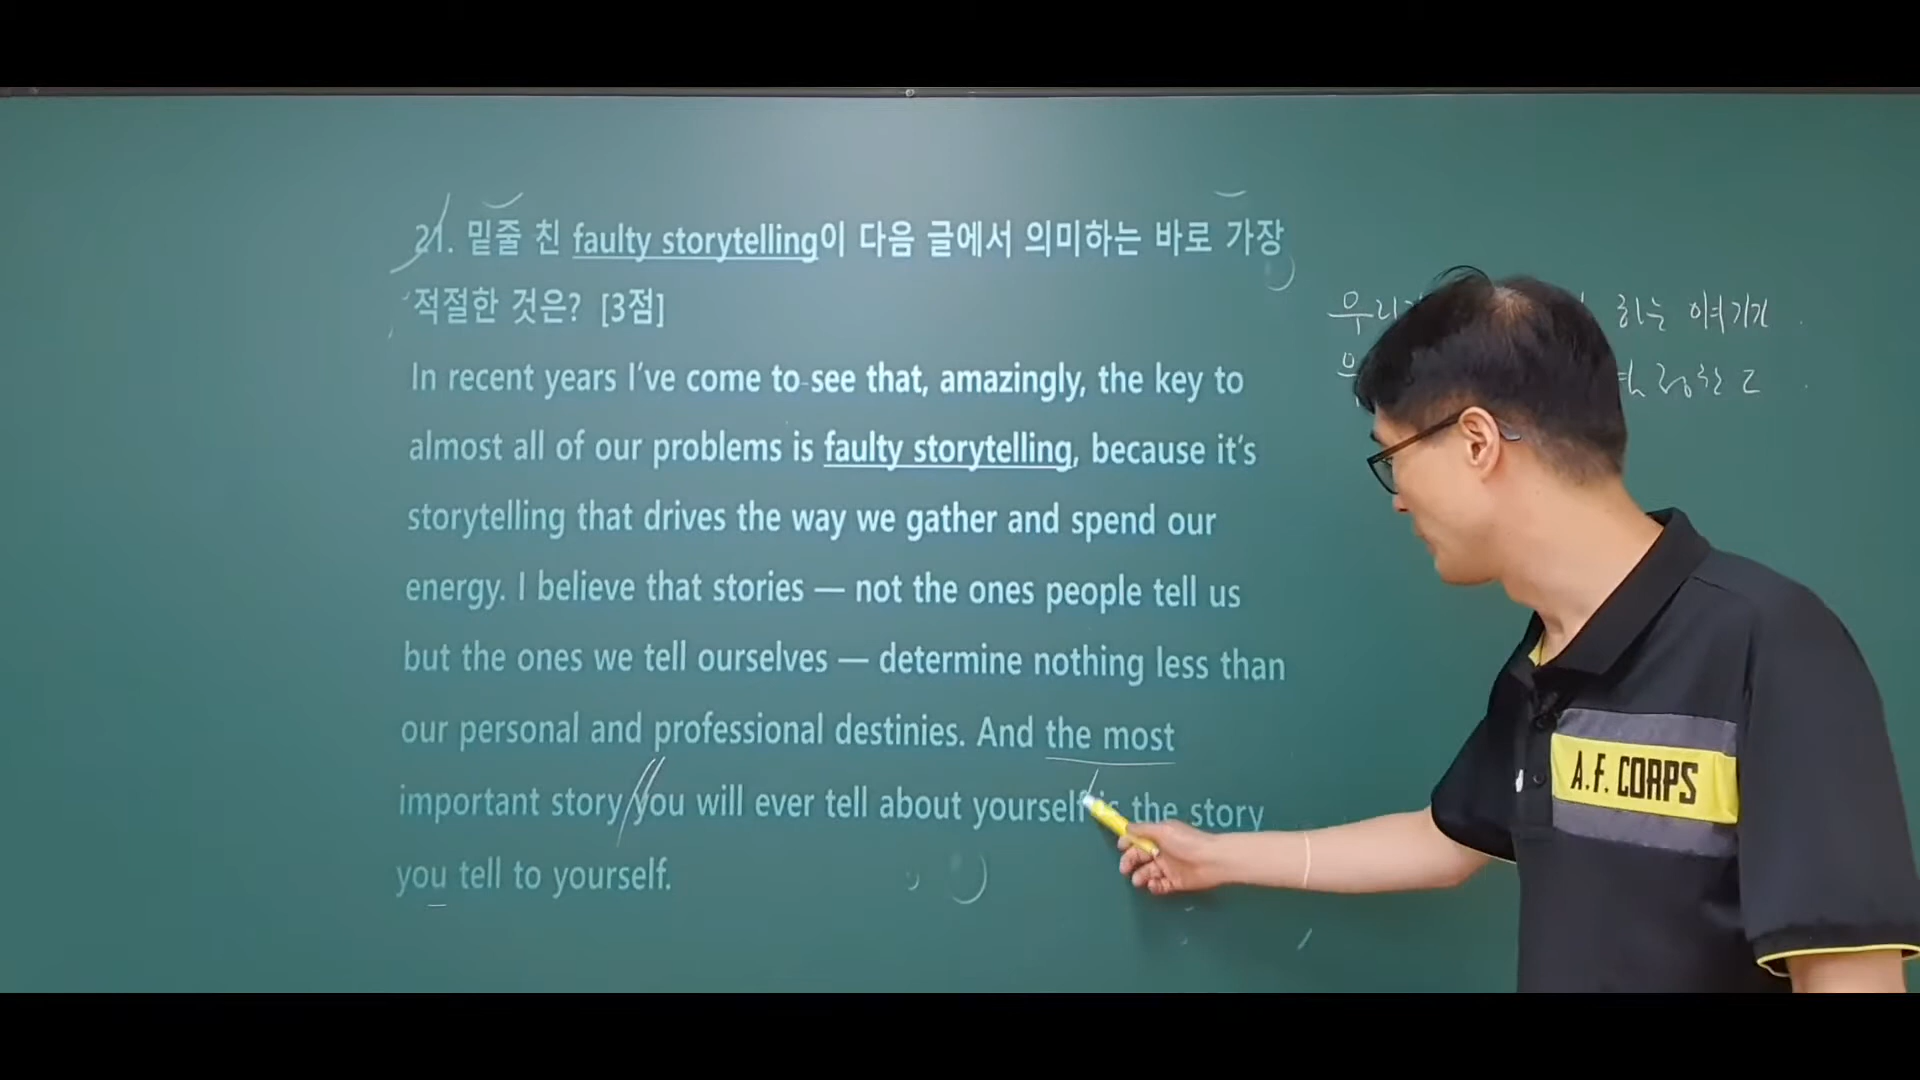 21. 밑줄 친 faulty storytelling이 다음 글에서 의미하는 바로 가장
적절한 것은? [3점]
In recent years I've come to see that, amazingly, the key to
almost all of our problems is faulty storytelling, because it's
storytelling that drives the way we gather and spend our
energy. I believe that stories — not the ones people tell us
but the ones we tell ourselves — determine nothing less than
our personal and professional destinies. And the most
important story you will ever tell about yourself is the story
you tell to yourself.
하는 얘기가
A.F. CORPS